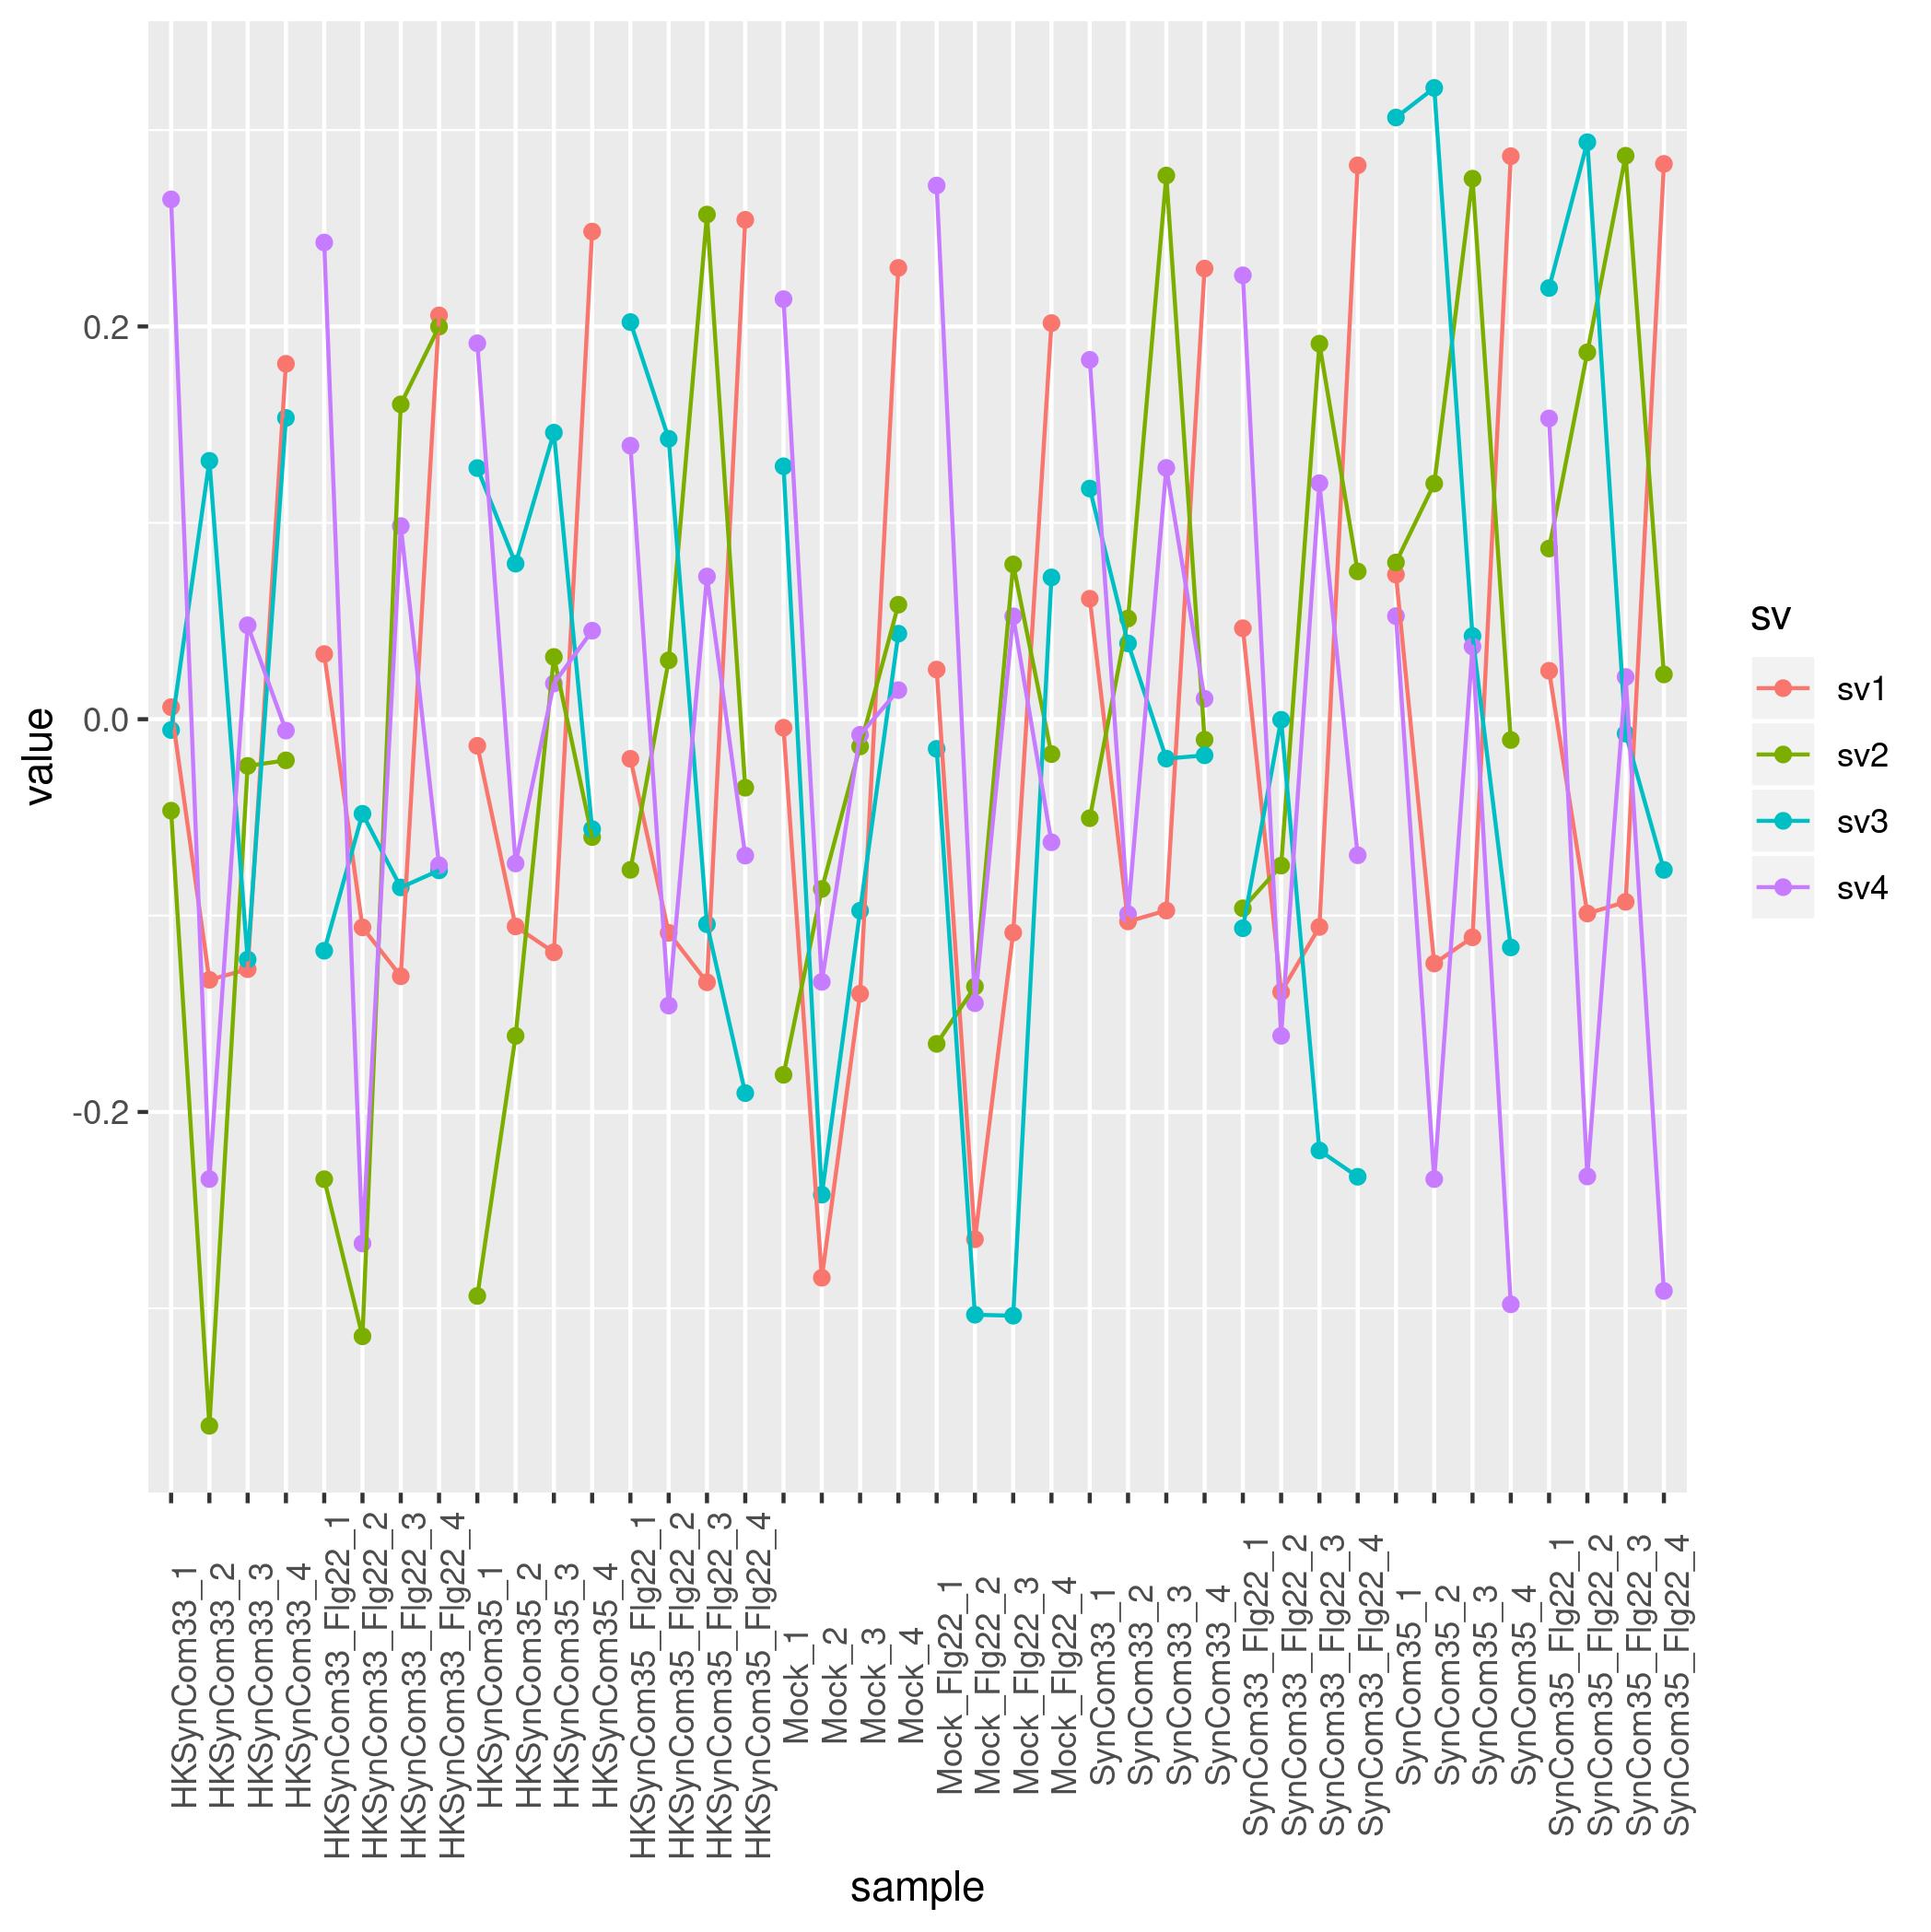 value
0.2
0.0
-0.2
HKSynCom33_1
HKSynCom33_2
HKSynCom33_3
HKSynCom33_4
HKSynCom33_Flg22_1
HKSynCom33_Flg22_2
HKSynCom33_Flg22_3
HKSynCom33_Flg22_4
HKSynCom35_1
HKSynCom35_2
HKSynCom35_3
HKSynCom35_4
HKSynCom35_Flg22_1
HKSynCom35_Flg22_2
HKSynCom35_Flg22_3
HKSynCom35_Flg22_4
Mock_1
Mock_2
Mock_3
Mock_4
Mock_Flg22_1
Mock_Flg22_2
Mock_Flg22_3
Mock_Flg22_4
SynCom33_1
SynCom33_2
SynCom33_3
SynCom33_4
SynCom33_Flg22_1
SynCom33_Flg22_2
SynCom33_Flg22_3
SynCom33_Flg22_4
SynCom35_1
SynCom35_2
SynCom35_3
SynCom35_4
SynCom35_Flg22_1
SynCom35_Flg22_2
SynCom35_Flg22_3
SynCom35_Flg22_4
sample
sv
sv1
sv2
sv3
sv4